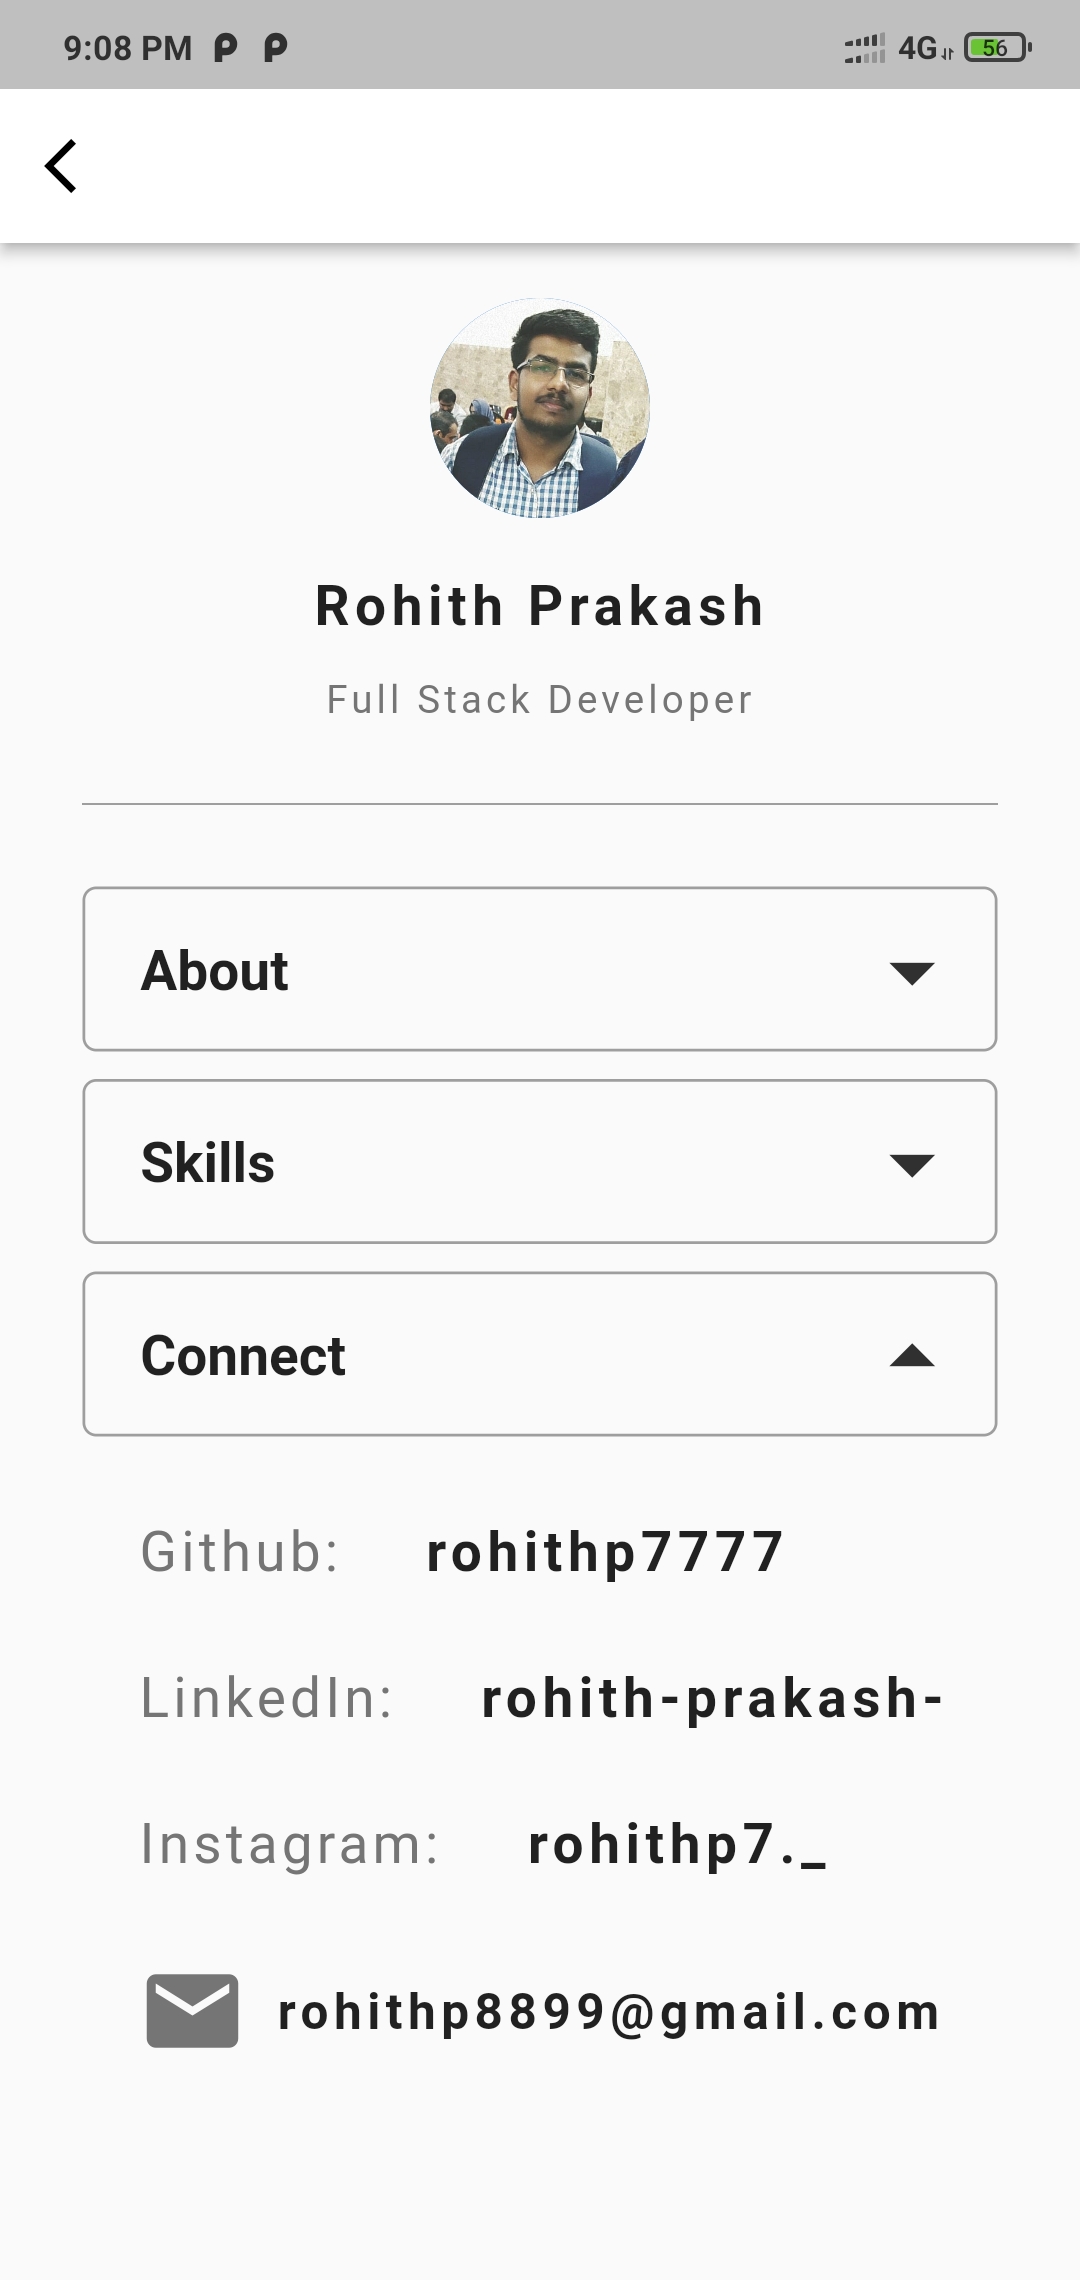 9:08 PM 4G 56
Rohith Prakash
Full Stack Developer
About
Skills
Connect
Github: rohithp7777
LinkedIn: rohith-prakash-
Instagram: rohithp7._
rohithp8899@gmail.com